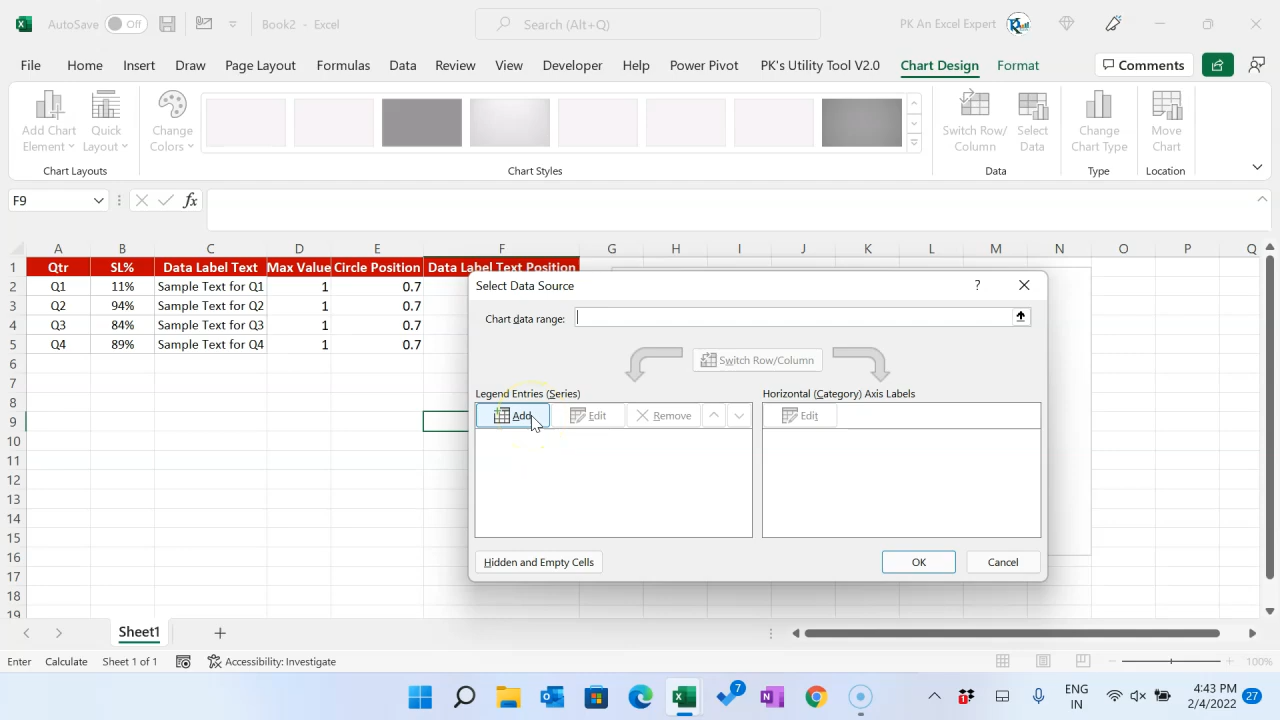 AutoSave Off Book2 - Excel Search (Alt+Q) PK An Excel Expert
File Home Insert Draw Page Layout Formulas Data Review View Developer Help Power Pivot PK's Utility Tool V2.0 Chart Design Format Comments
Add Chart Element
Quick Layout
Change Colors
Switch Row/ Column
Select Data
Change Chart Type
Move Chart
Chart Layouts Chart Styles Data Type Location
F9 fx
A B C D E F G H I J K L M N O P Q
1 Qtr SL% Data Label Text Max Value Circle Position Data Label Text Position
2 Q1 11% Sample Text for Q1 1 0.7
3 Q2 94% Sample Text for Q2 1 0.7
4 Q3 84% Sample Text for Q3 1 0.7
5 Q4 89% Sample Text for Q4 1 0.7
6
7
8
9
10
11
12
13
14
15
16
17
18
19
Select Data Source ?
Chart data range:
Switch Row/Column
Legend Entries (Series) Horizontal (Category) Axis Labels
Add Edit Remove Edit
Hidden and Empty Cells OK Cancel
Sheet1
Enter Calculate Sheet 1 of 1 Accessibility: Investigate 100%
7 1 ENG IN 4:43 PM 2/4/2022 27